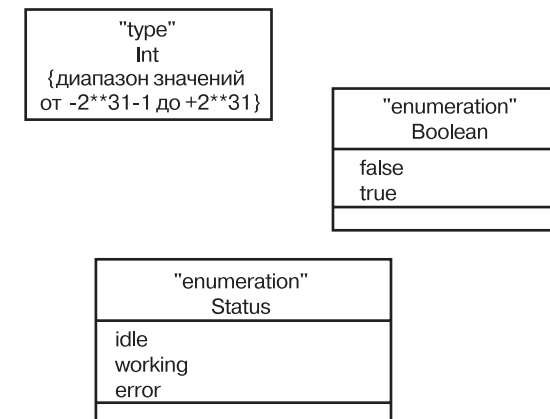 "type"
Int
{диапазон значений
от -2**31-1 до +2**31}
"enumeration"
Boolean
false
true
"enumeration"
Status
idle
working
error